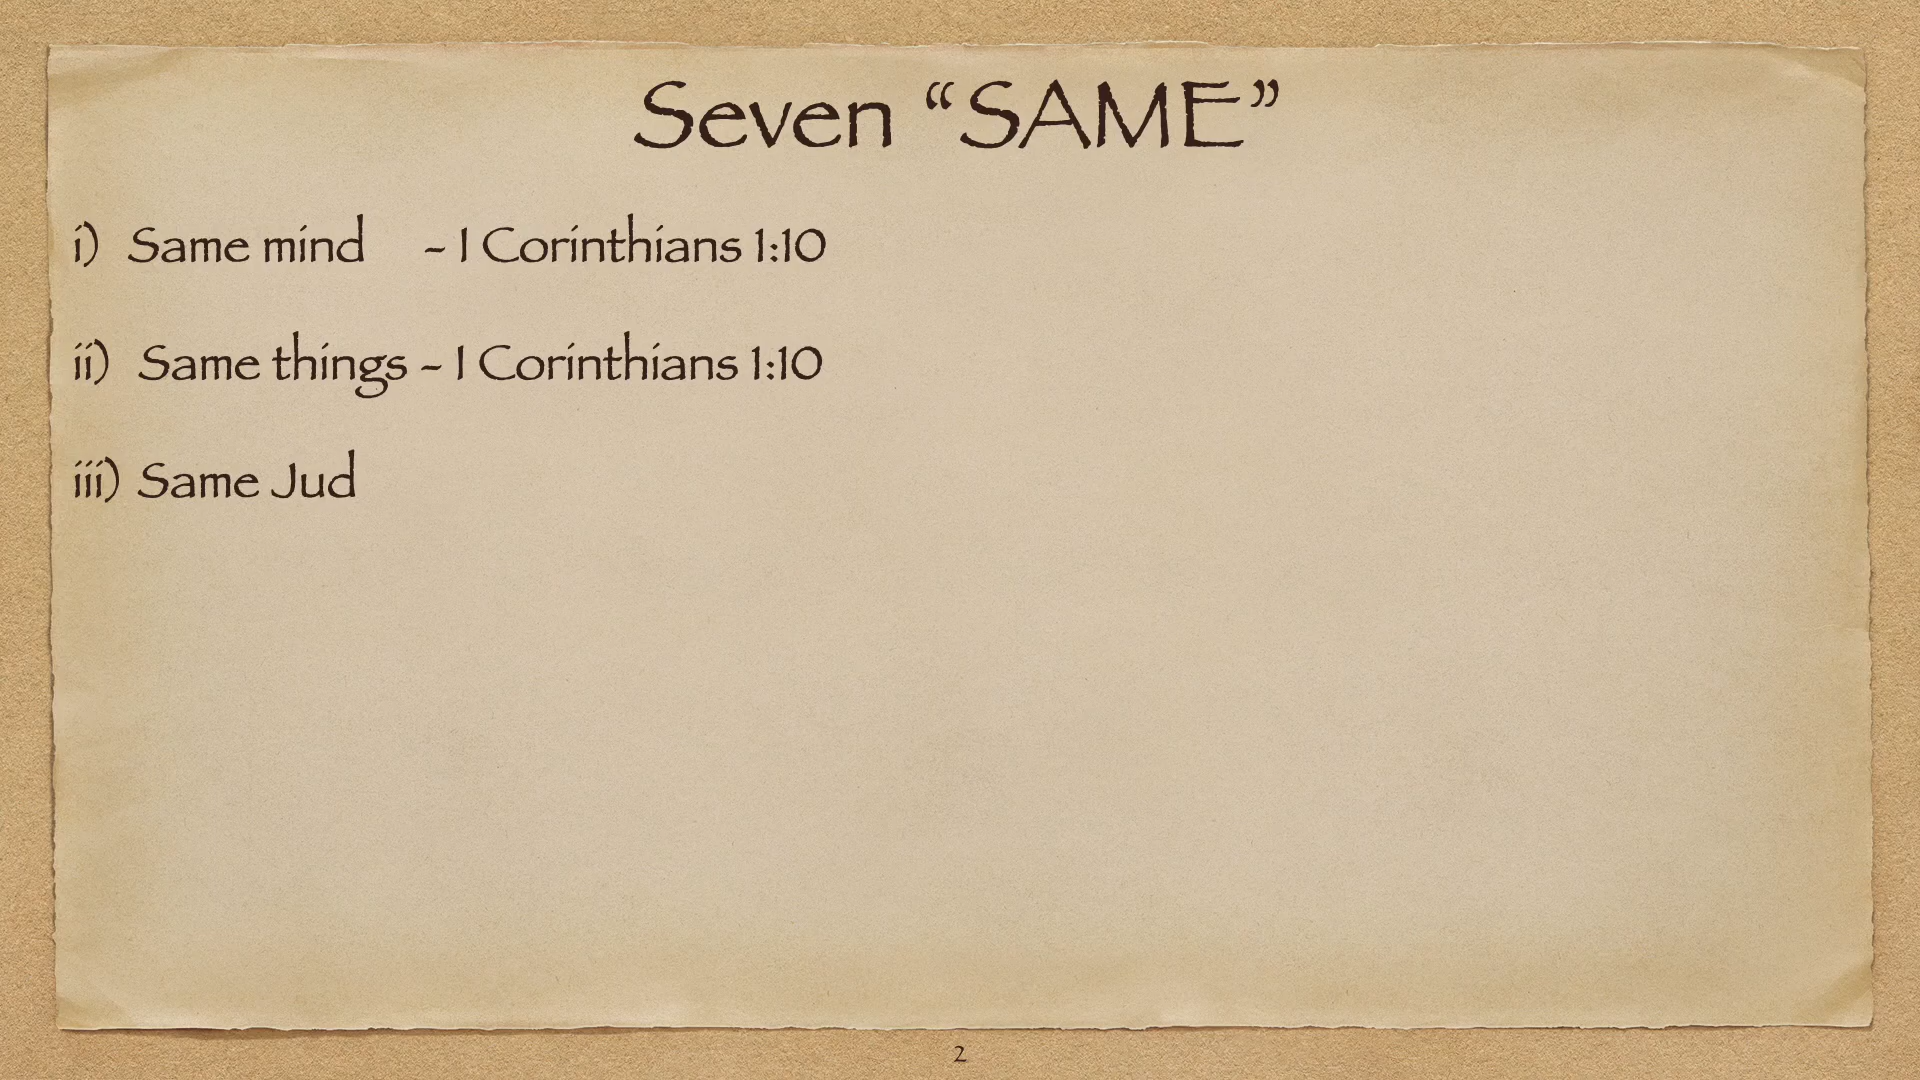 Seven “SAME”
i) Same mind - I Corinthians 1:10
ii) Same things - I Corinthians 1:10
iii) Same Jud
2